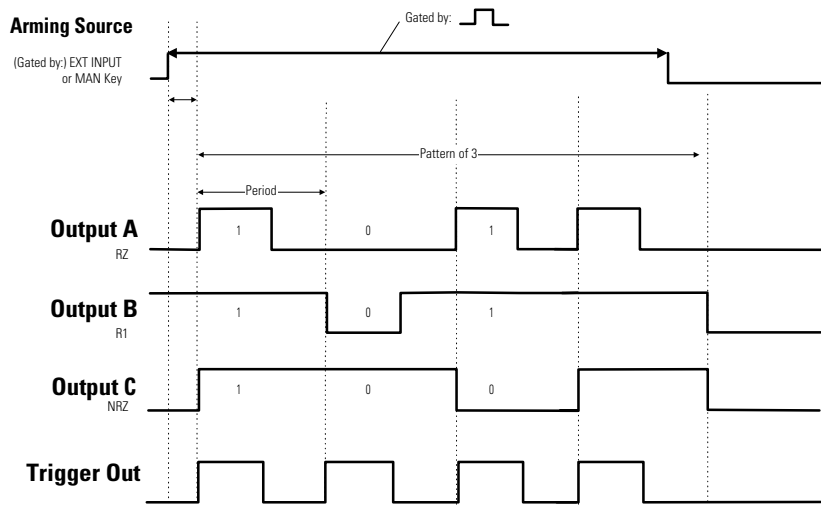 Arming Source
Gated by:
(Gated by:) EXT INPUT
or MAN Key
Pattern of 3
Period
Output A
RZ
1 0 1
Output B
R1
1 0 1
Output C
NRZ
1 0 0
Trigger Out